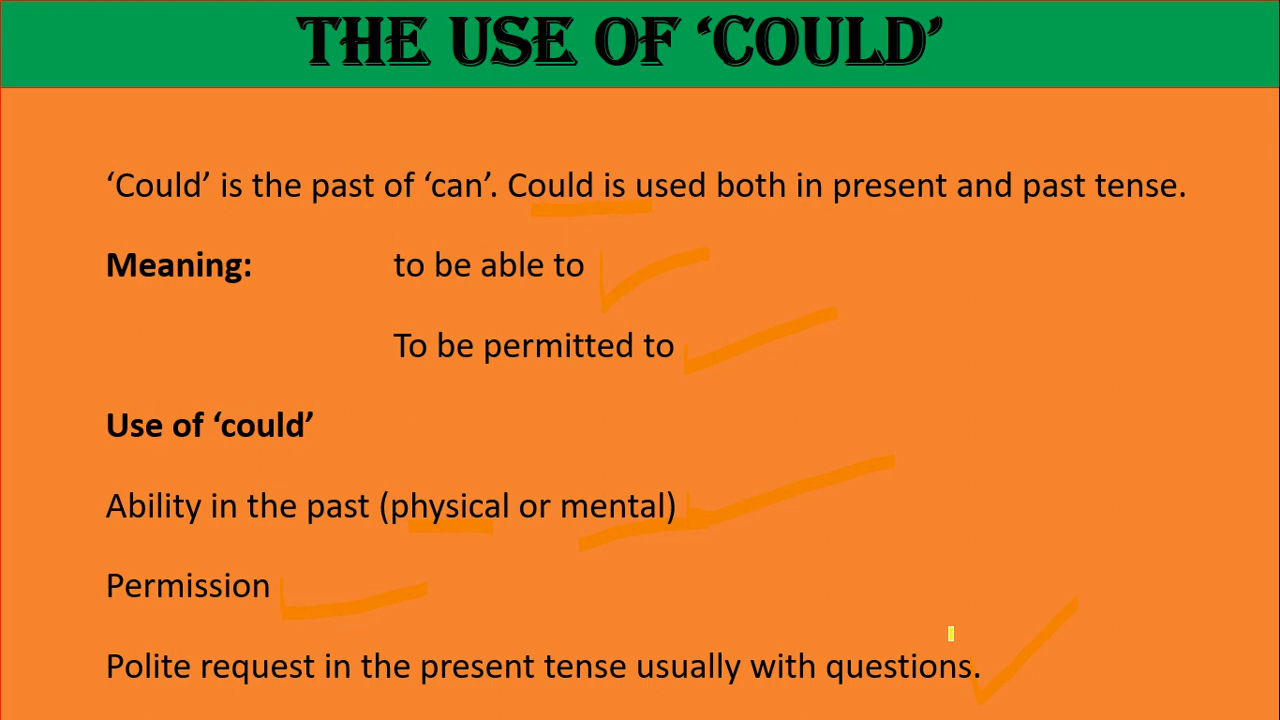 THE USE OF ‘COULD’
‘Could’ is the past of ‘can’. Could is used both in present and past tense.
Meaning: to be able to
To be permitted to
Use of ‘could’
Ability in the past (physical or mental)
Permission
Polite request in the present tense usually with questions.